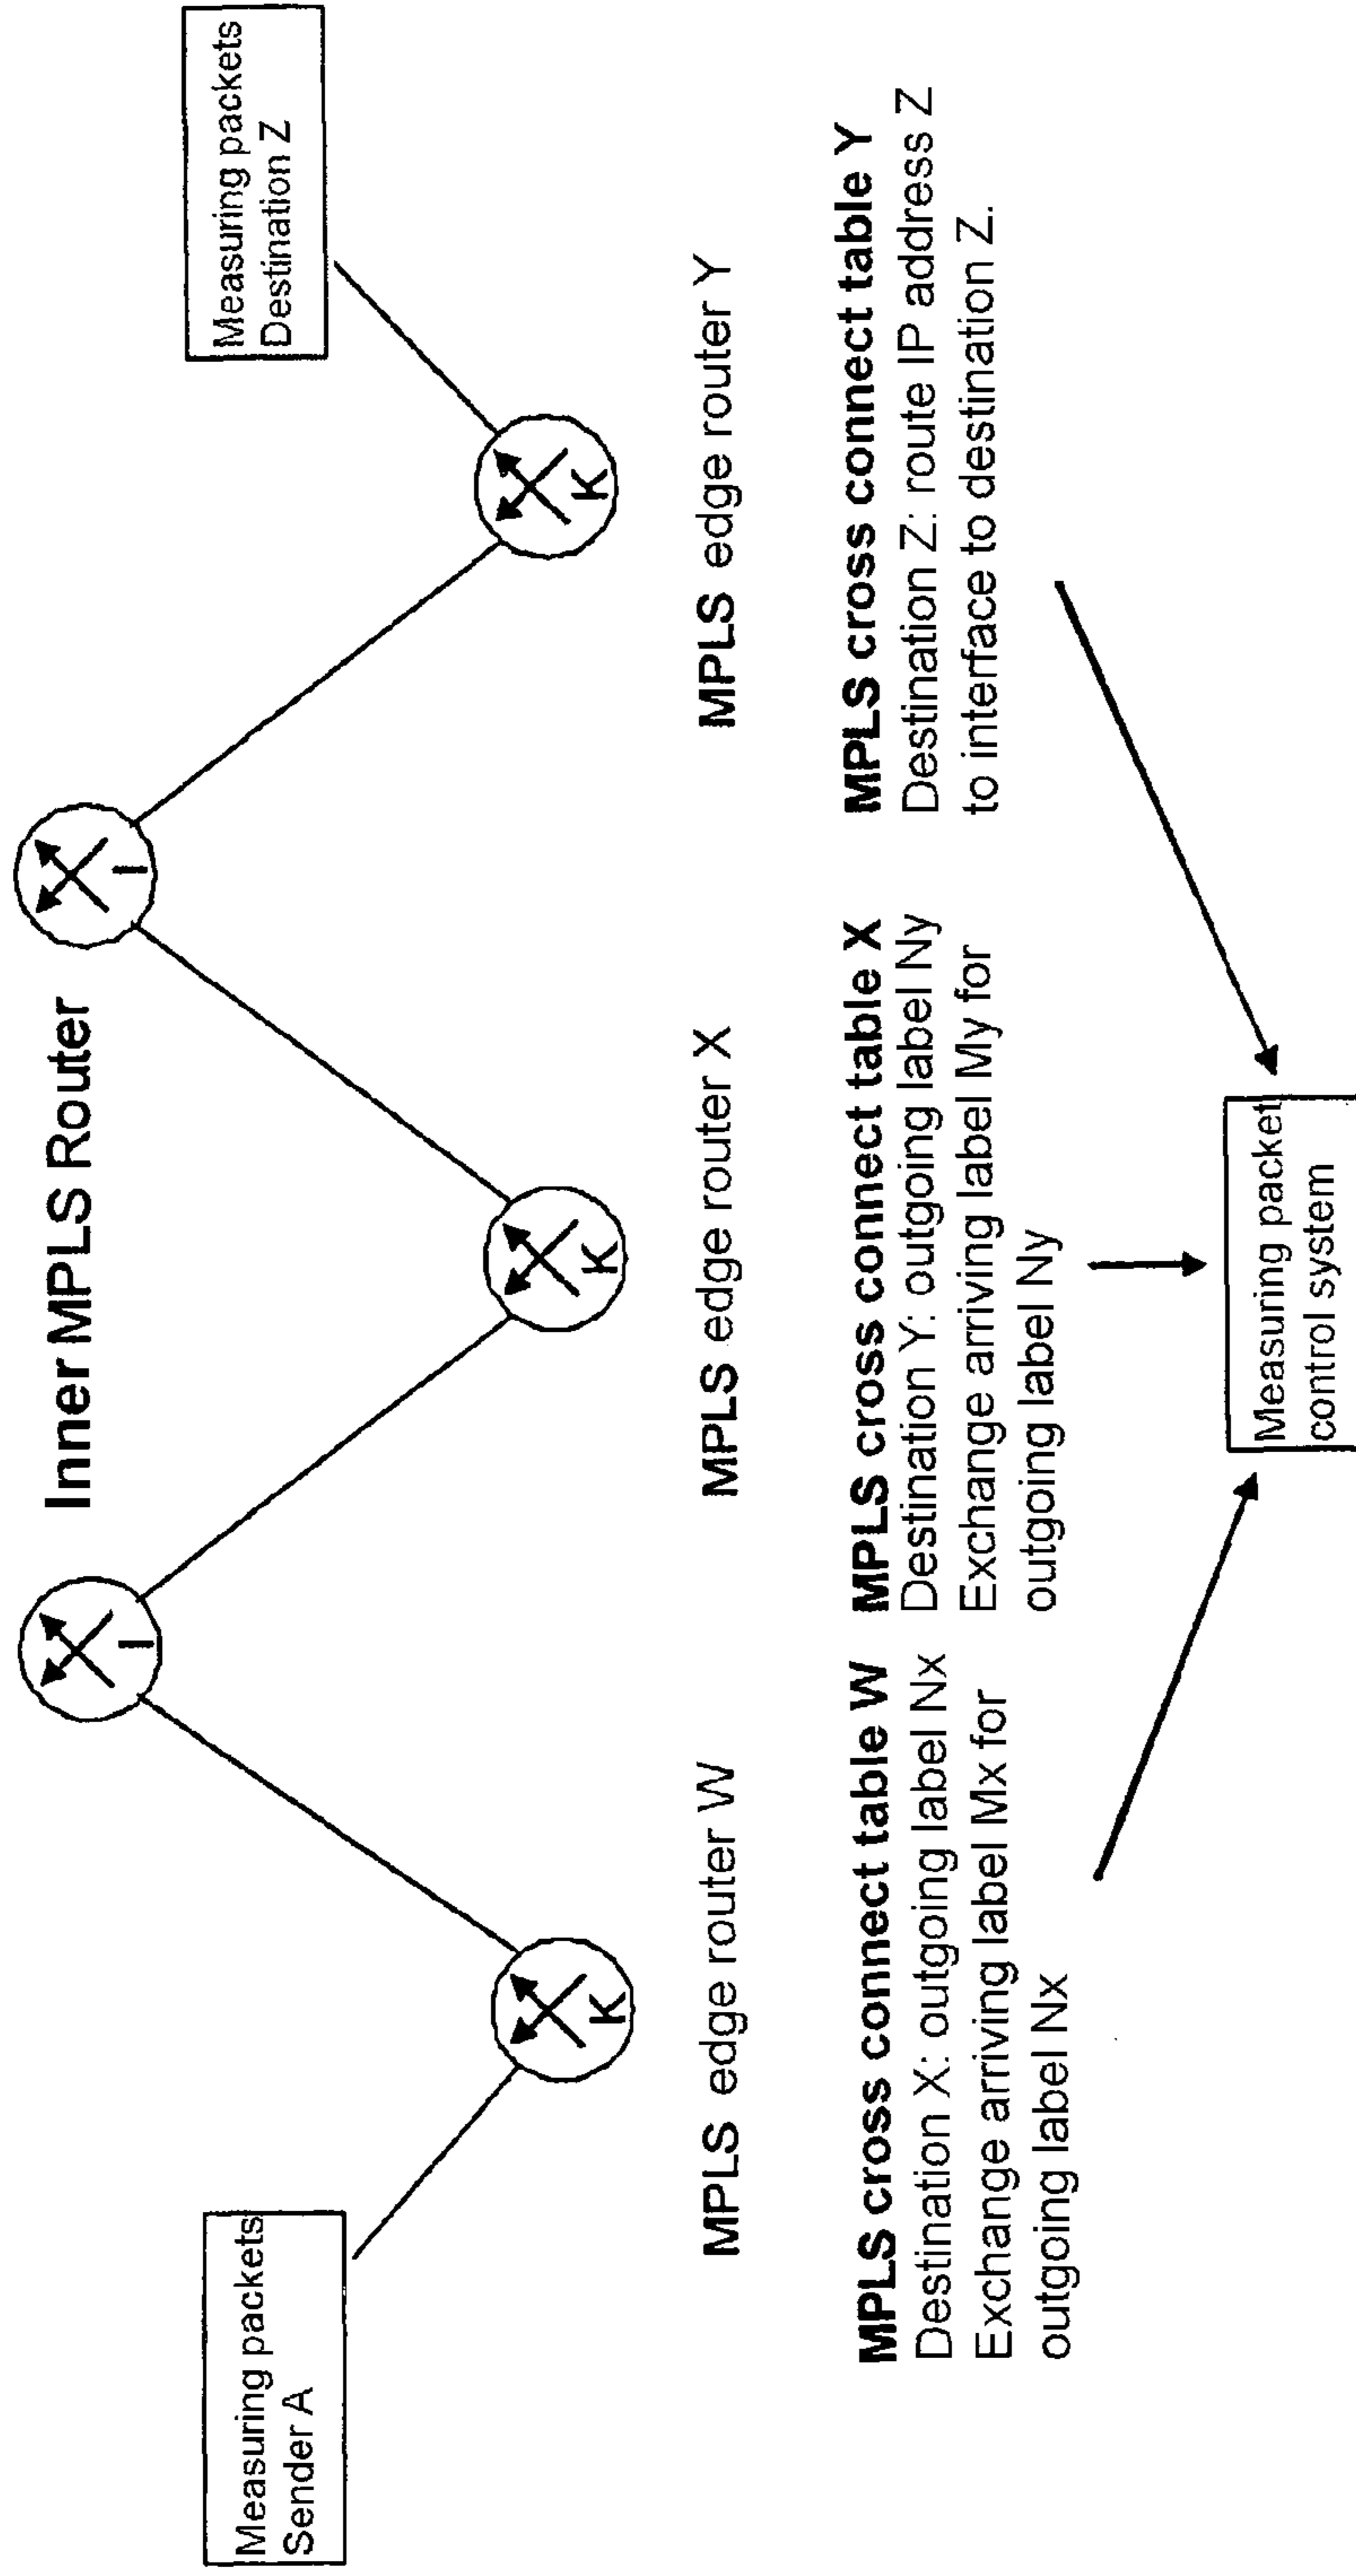 Inner MPLS Router
I
I
Measuring packets
Sender A
Measuring packets
Destination Z
K
K
K
MPLS edge router W
MPLS edge router X
MPLS edge router Y
MPLS cross connect table W
Destination X: outgoing label Nx
Exchange arriving label Mx for
outgoing label Nx
MPLS cross connect table X
Destination Y: outgoing label Ny
Exchange arriving label My for
outgoing label Ny
MPLS cross connect table Y
Destination Z: route IP address Z
to interface to destination Z.
Measuring packet
control system